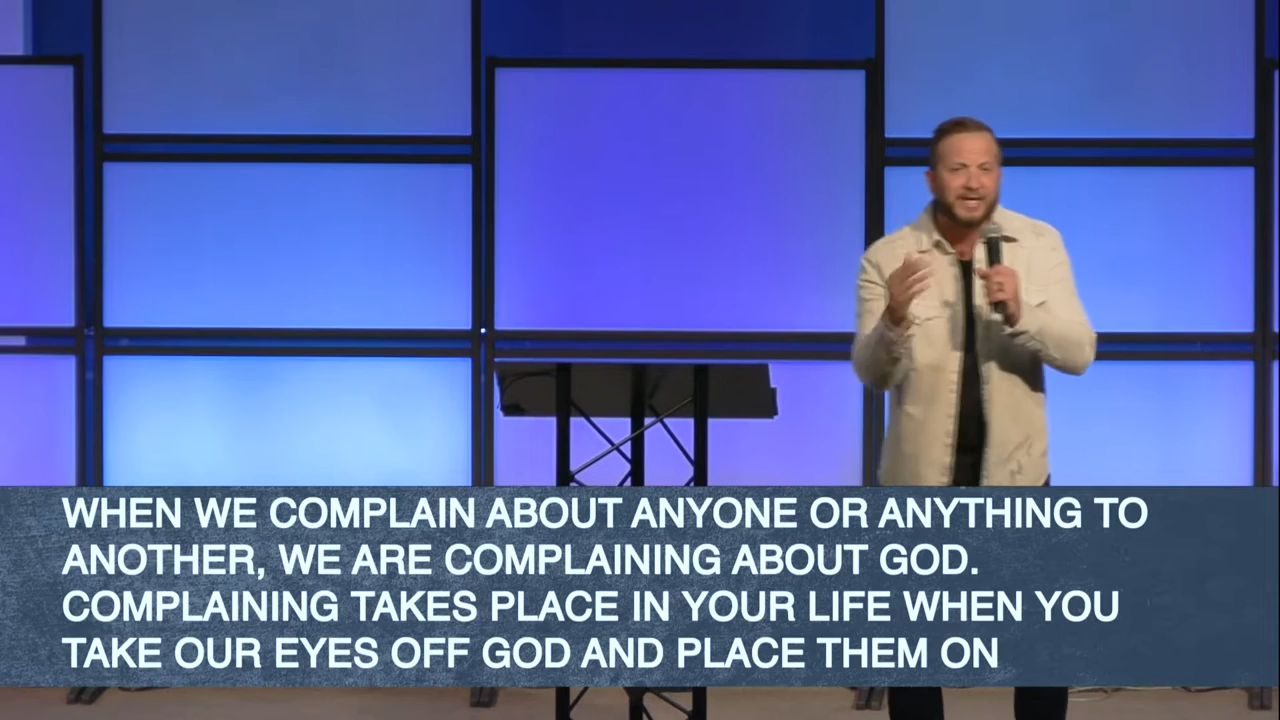 WHEN WE COMPLAIN ABOUT ANYONE OR ANYTHING TO
ANOTHER, WE ARE COMPLAINING ABOUT GOD.
COMPLAINING TAKES PLACE IN YOUR LIFE WHEN YOU
TAKE OUR EYES OFF GOD AND PLACE THEM ON